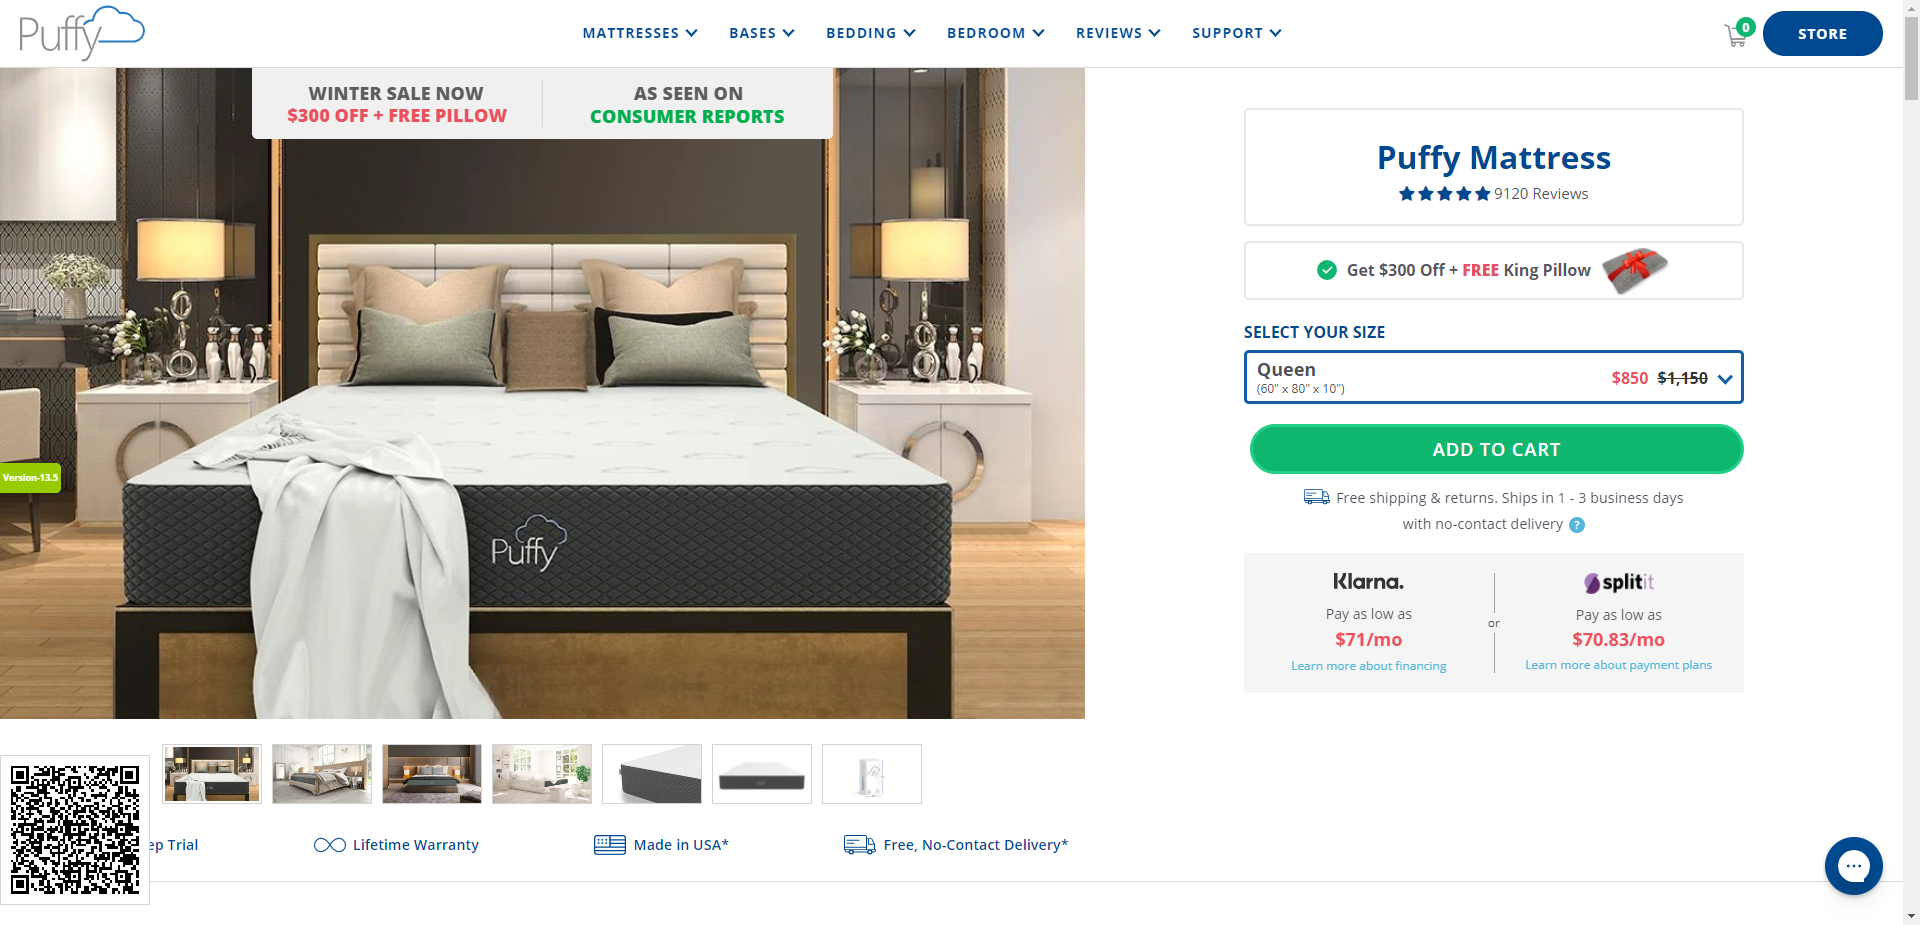 Puffy
MATTRESSES
BASES
BEDDING
BEDROOM
REVIEWS
SUPPORT
0
STORE
WINTER SALE NOW
$300 OFF + FREE PILLOW
AS SEEN ON
CONSUMER REPORTS
Version-13.5
Puffy
Puffy Mattress
9120 Reviews
Get $300 Off + FREE King Pillow
SELECT YOUR SIZE
Queen
(60" x 80" x 10")
$850 $1,150
ADD TO CART
Free shipping & returns. Ships in 1 - 3 business days
with no-contact delivery ?
Klarna.
Pay as low as
$71/mo
Learn more about financing
or
splitit
Pay as low as
$70.83/mo
Learn more about payment plans
ep Trial
Lifetime Warranty
Made in USA*
Free, No-Contact Delivery*